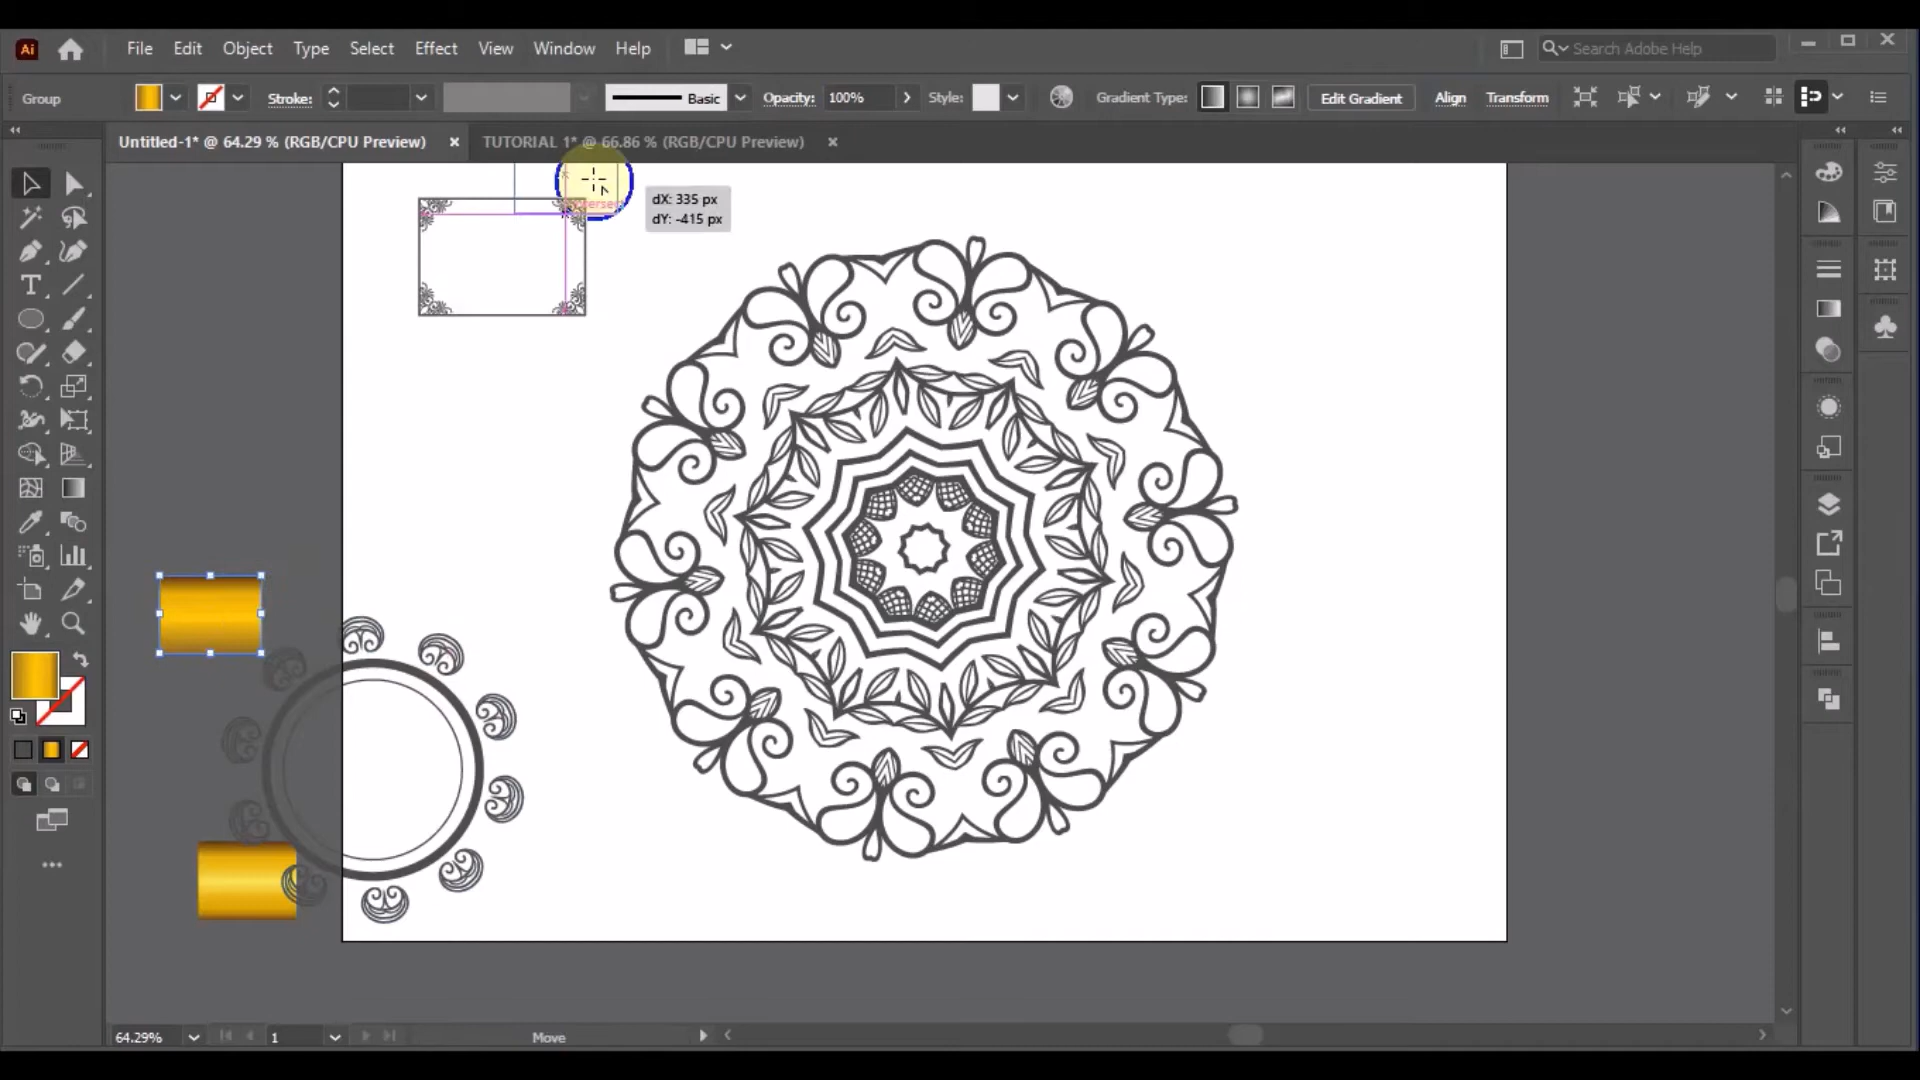 Ai File Edit Object Type Select Effect View Window Help Search Adobe Help
Group Stroke: Basic Opacity: 100% Style: Gradient Type: Edit Gradient Align Transform
Untitled-1* @ 64.29 % (RGB/CPU Preview) × TUTORIAL 1* @ 66.86 % (RGB/CPU Preview) ×
dX: 335 px
dY: -415 px
64.29% 1 Move